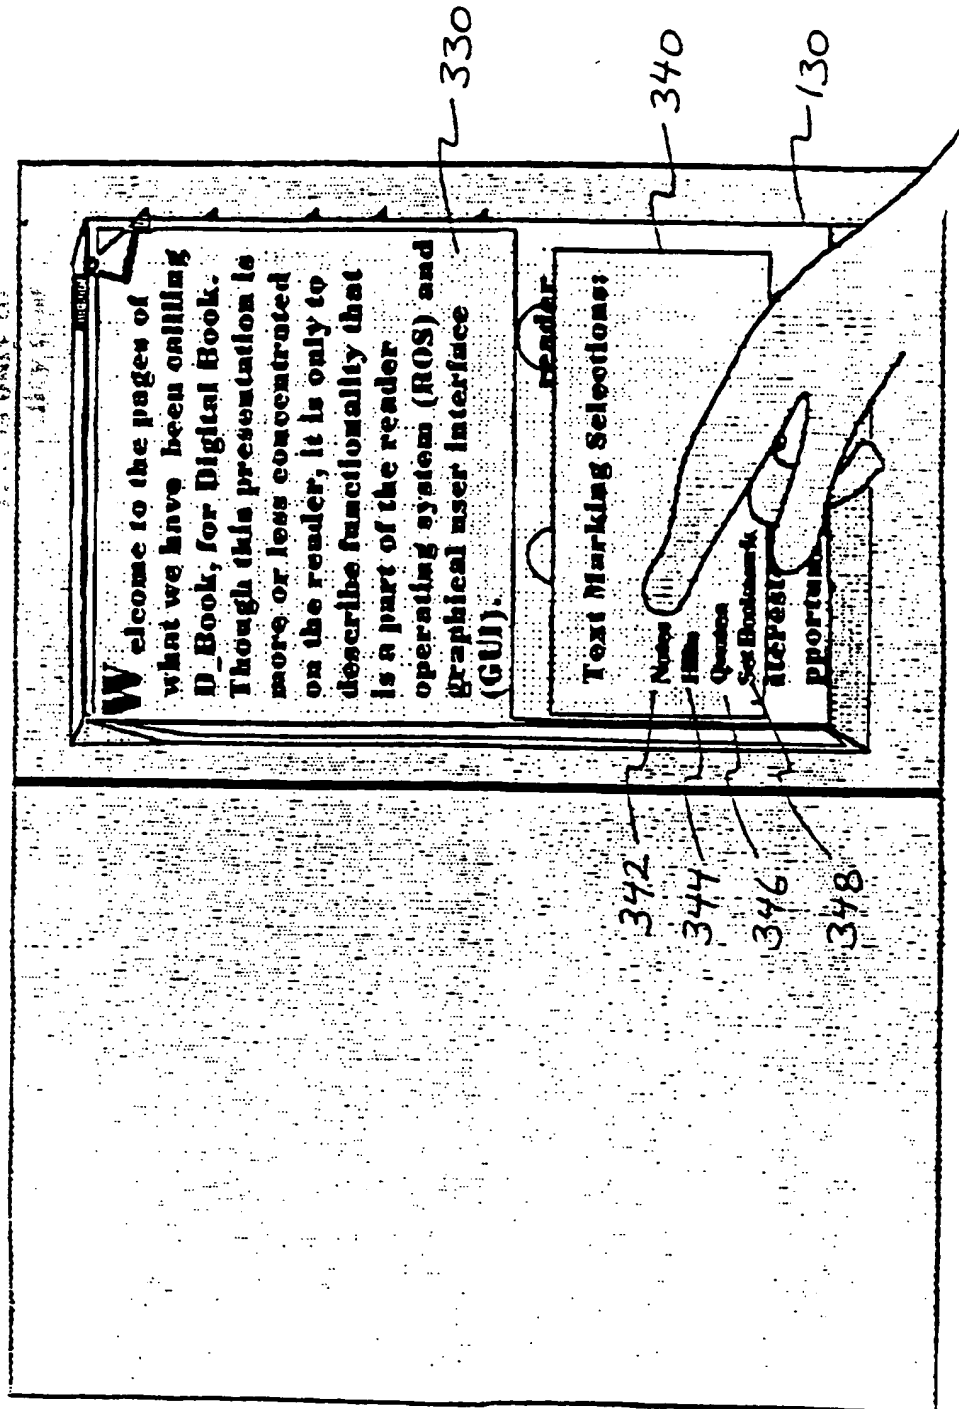 Welcome to the pages of
what we have been calling
D_Book, for Digital Book.
Though this presentation is
more or less concentrated
on the reader, it is only to
describe functionality that
is a part of the reader
operating system (ROS) and
graphical user interface
(GUI).
reader
Text Marking Selections:
Notes
Quotes
Set Bookmark
pportun
330
340
130
342
344
346
348